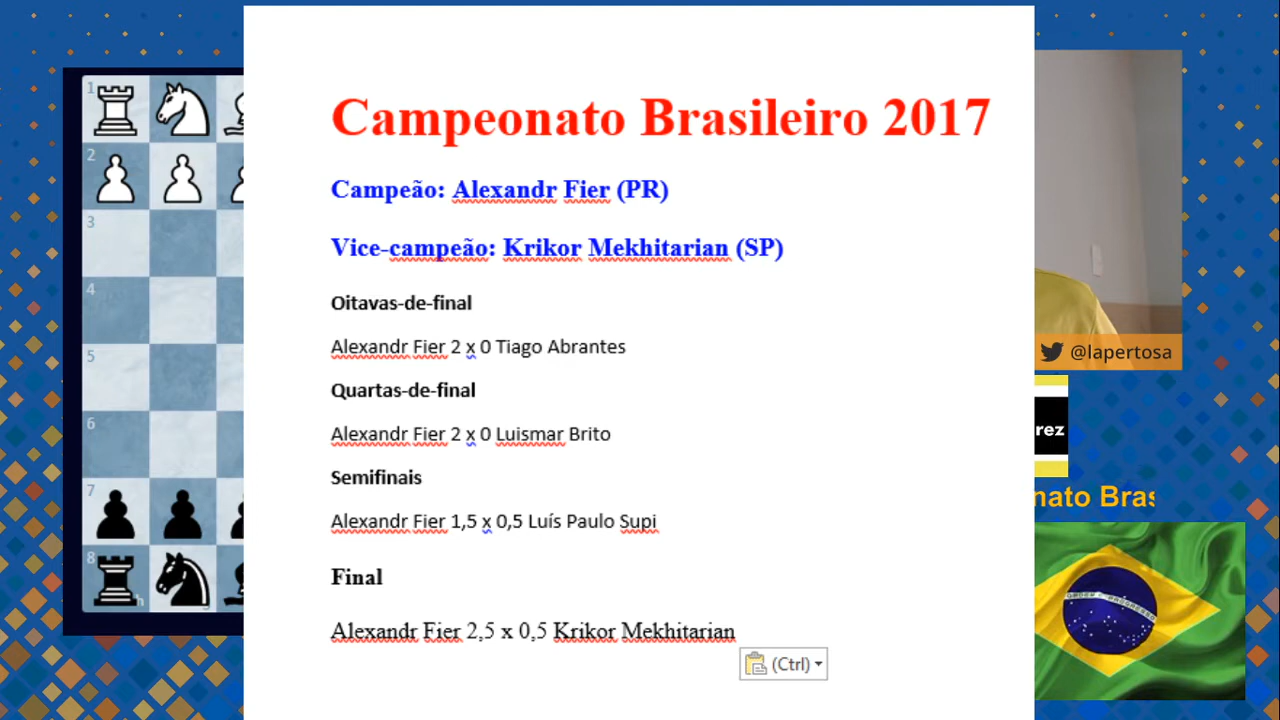 Campeonato Brasileiro 2017
Campeão: Alexandr Fier (PR)
Vice-campeão: Krikor Mekhitarian (SP)
Oitavas-de-final
Alexandr Fier 2 x 0 Tiago Abrantes
Quartas-de-final
Alexandr Fier 2 x 0 Luismar Brito
Semifinais
Alexandr Fier 1,5 x 0,5 Luís Paulo Supi
Final
Alexandr Fier 2,5 x 0,5 Krikor Mekhitarian
(Ctrl)
1
2
3
4
5
6
7
8
h
@lapertosa
rez
nato Bras